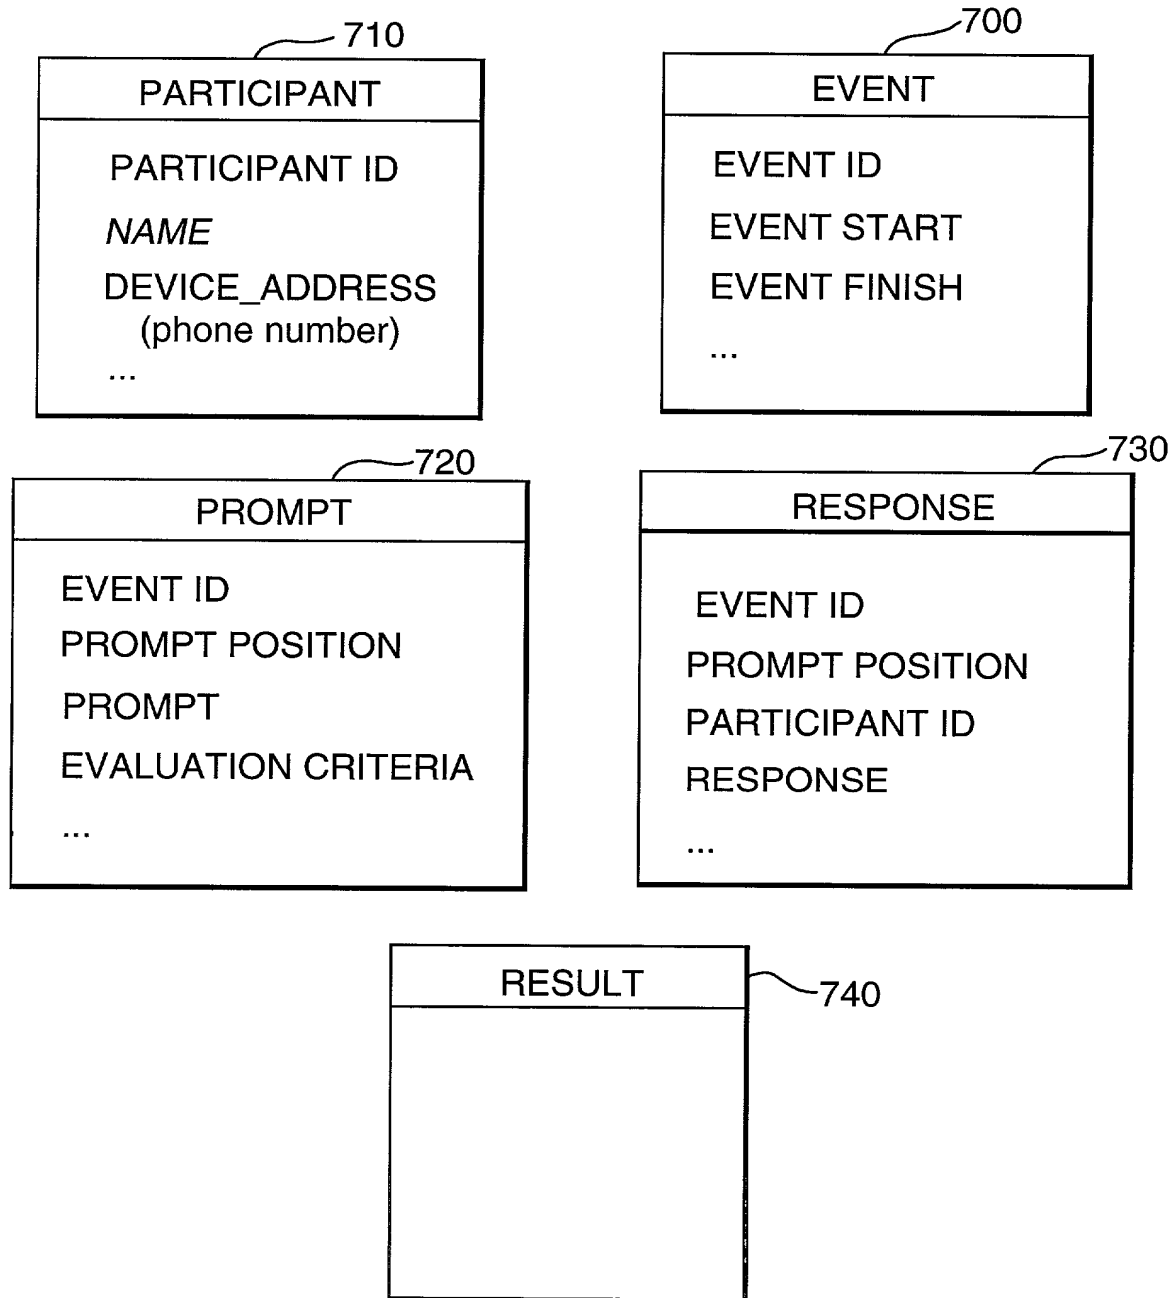 710
PARTICIPANT
PARTICIPANT ID
NAME
DEVICE_ADDRESS
(phone number)
...
700
EVENT
EVENT ID
EVENT START
EVENT FINISH
...
720
PROMPT
EVENT ID
PROMPT POSITION
PROMPT
EVALUATION CRITERIA
...
730
RESPONSE
EVENT ID
PROMPT POSITION
PARTICIPANT ID
RESPONSE
...
RESULT
740